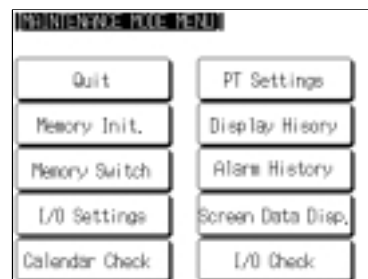 [MAINTENANCE MODE MENU]
Quit
PT Settings
Memory Init.
Display Hisory
Memory Switch
Alarm History
I/O Settings
Screen Data Disp.
Calendar Check
I/O Check